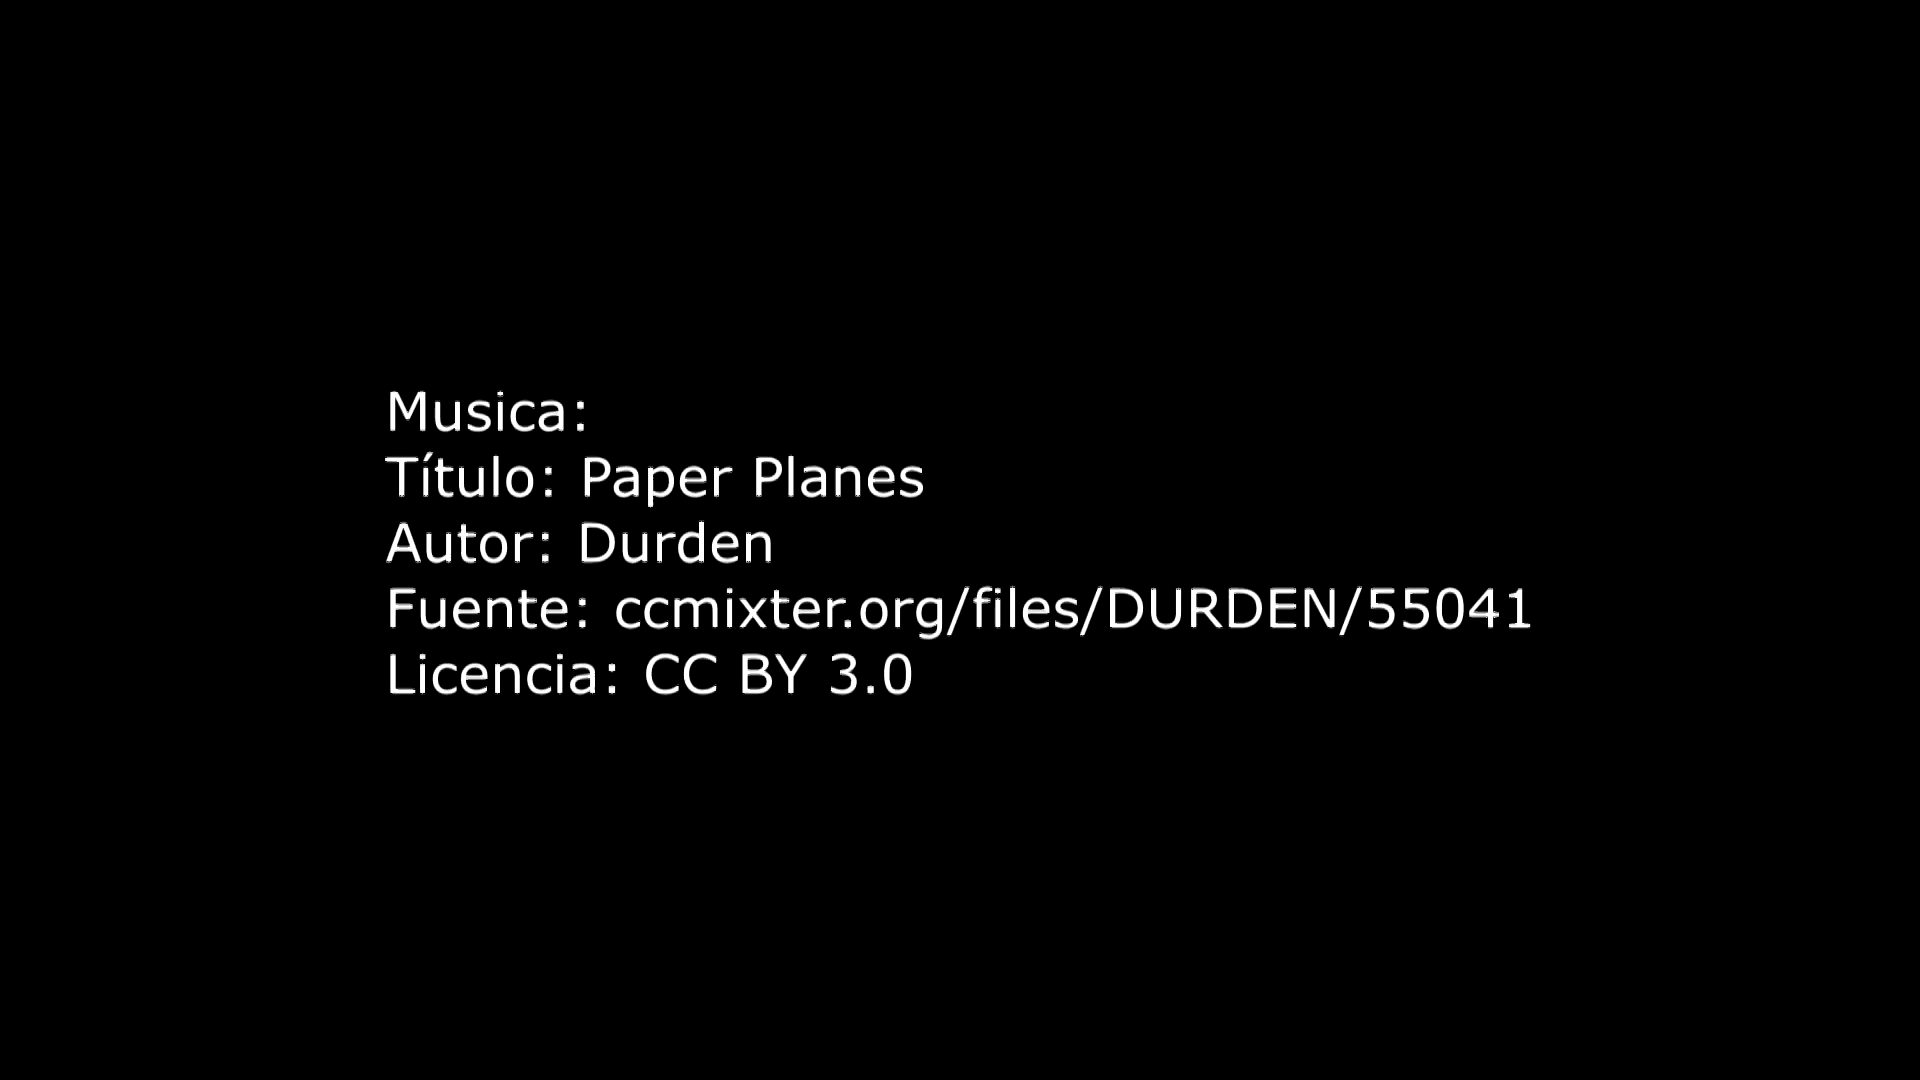 Musica:
Título: Paper Planes
Autor: Durden
Fuente: ccmixter.org/files/DURDEN/55041
Licencia: CC BY 3.0